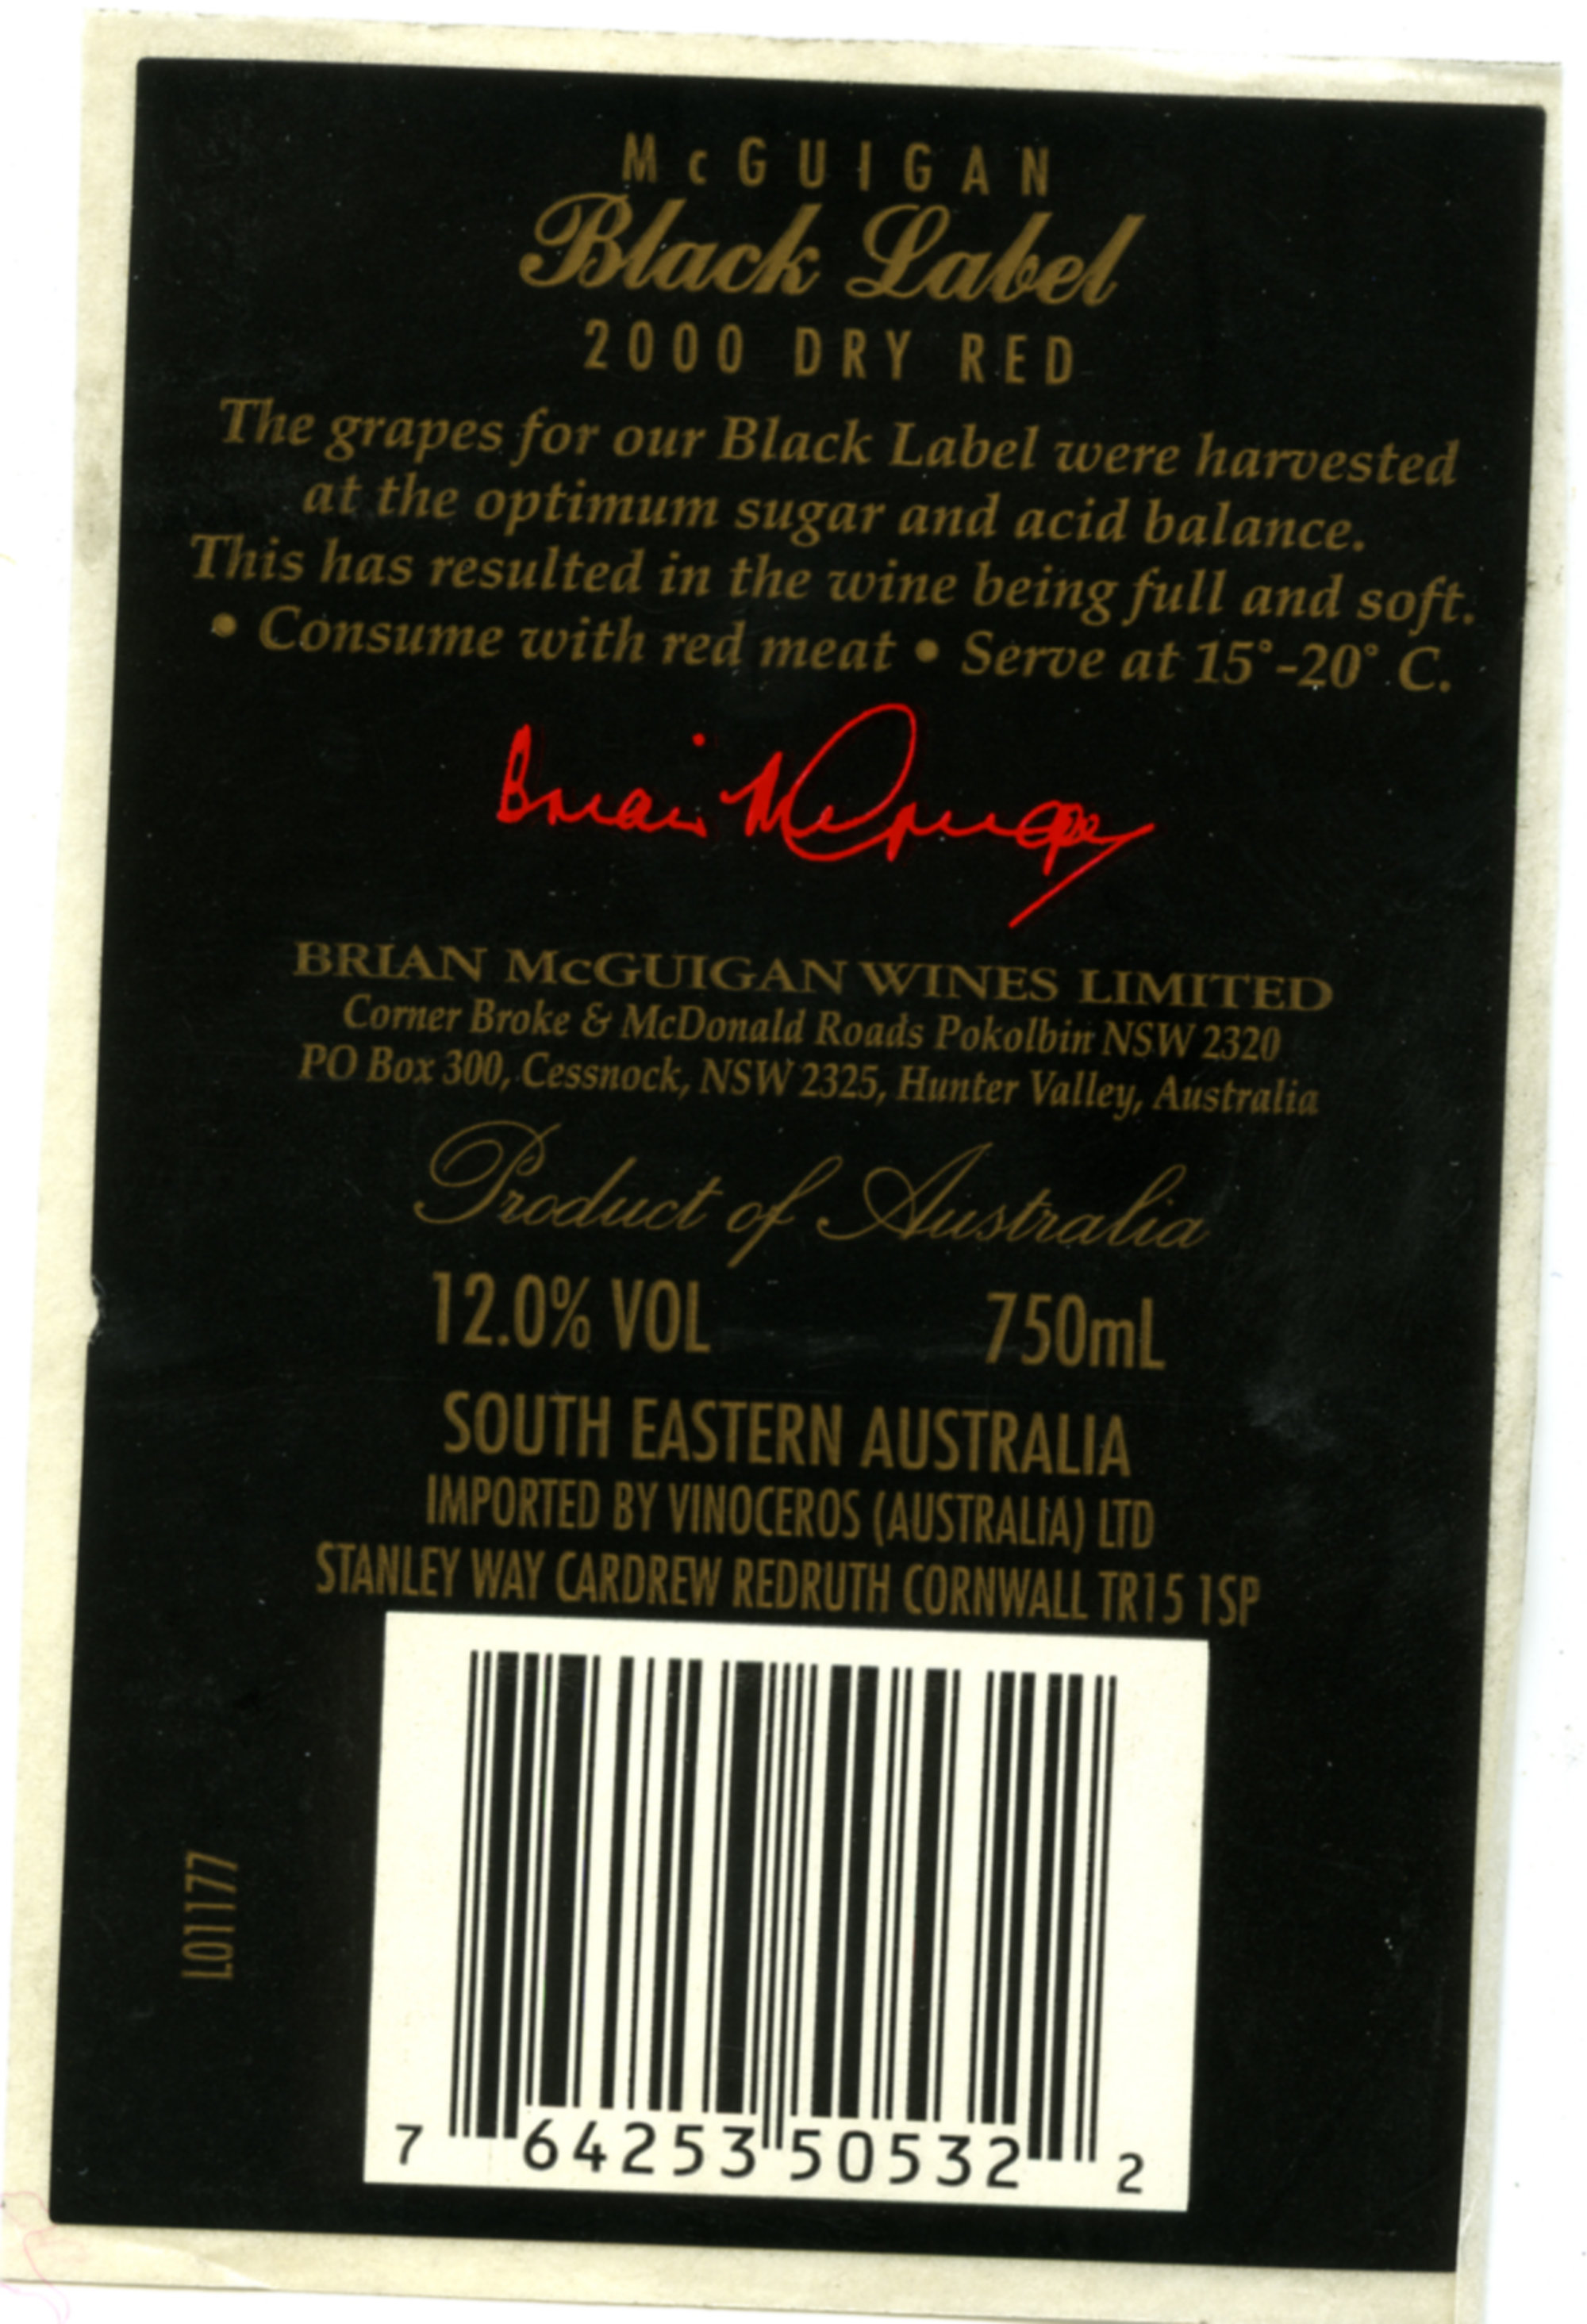 McGUIGAN
Black Label
2000 DRY RED
The grapes for our Black Label were harvested
at the optimum sugar and acid balance.
This has resulted in the wine being full and soft.
• Consume with red meat • Serve at 15°-20° C.
Brian McGuigan
BRIAN McGUIGAN WINES LIMITED
Corner Broke & McDonald Roads Pokolbin NSW 2320
PO Box 300, Cessnock, NSW 2325, Hunter Valley, Australia
Product of Australia
12.0% VOL 750mL
SOUTH EASTERN AUSTRALIA
IMPORTED BY VINOCEROS (AUSTRALIA) LTD
STANLEY WAY CARDREW REDRUTH CORNWALL TR15 1SP
L01177
7 64253 50532 2